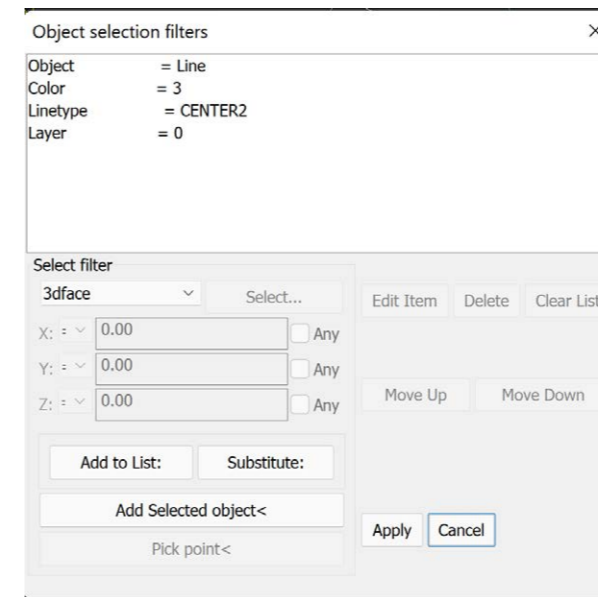 Object selection filters
Object = Line
Color = 3
Linetype = CENTER2
Layer = 0
Select filter
3dface Select... Edit Item Delete Clear List
X: = 0.00 Any
Y: = 0.00 Any
Z: = 0.00 Any
Move Up Move Down
Add to List: Substitute:
Add Selected object<
Apply Cancel
Pick point<